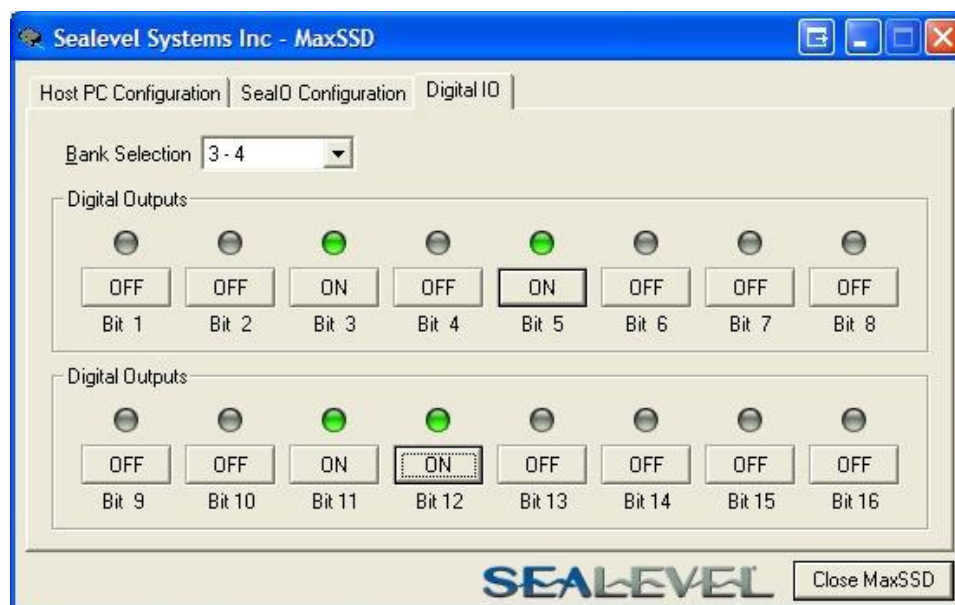 Sealevel Systems Inc - MaxSSD
Host PC Configuration SeaIO Configuration Digital IO
Bank Selection 3 - 4
Digital Outputs
OFF OFF ON OFF ON OFF OFF OFF
Bit 1 Bit 2 Bit 3 Bit 4 Bit 5 Bit 6 Bit 7 Bit 8
Digital Outputs
OFF OFF ON ON OFF OFF OFF OFF
Bit 9 Bit 10 Bit 11 Bit 12 Bit 13 Bit 14 Bit 15 Bit 16
SEALEVEL Close MaxSSD